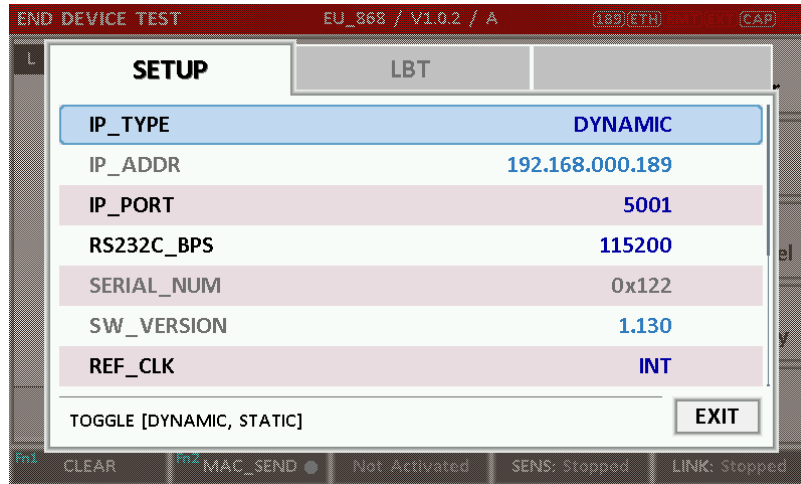 END DEVICE TEST EU_868 / V1.0.2 / A (189) (ETH) (CAP)
L
SETUP LBT
IP_TYPE DYNAMIC
IP_ADDR 192.168.000.189
IP_PORT 5001
RS232C_BPS 115200
SERIAL_NUM 0x122
SW_VERSION 1.130
REF_CLK INT
TOGGLE [DYNAMIC, STATIC] EXIT
Fn1 CLEAR Fn2 MAC_SEND Not Activated SENS: Stopped LINK: Stopped